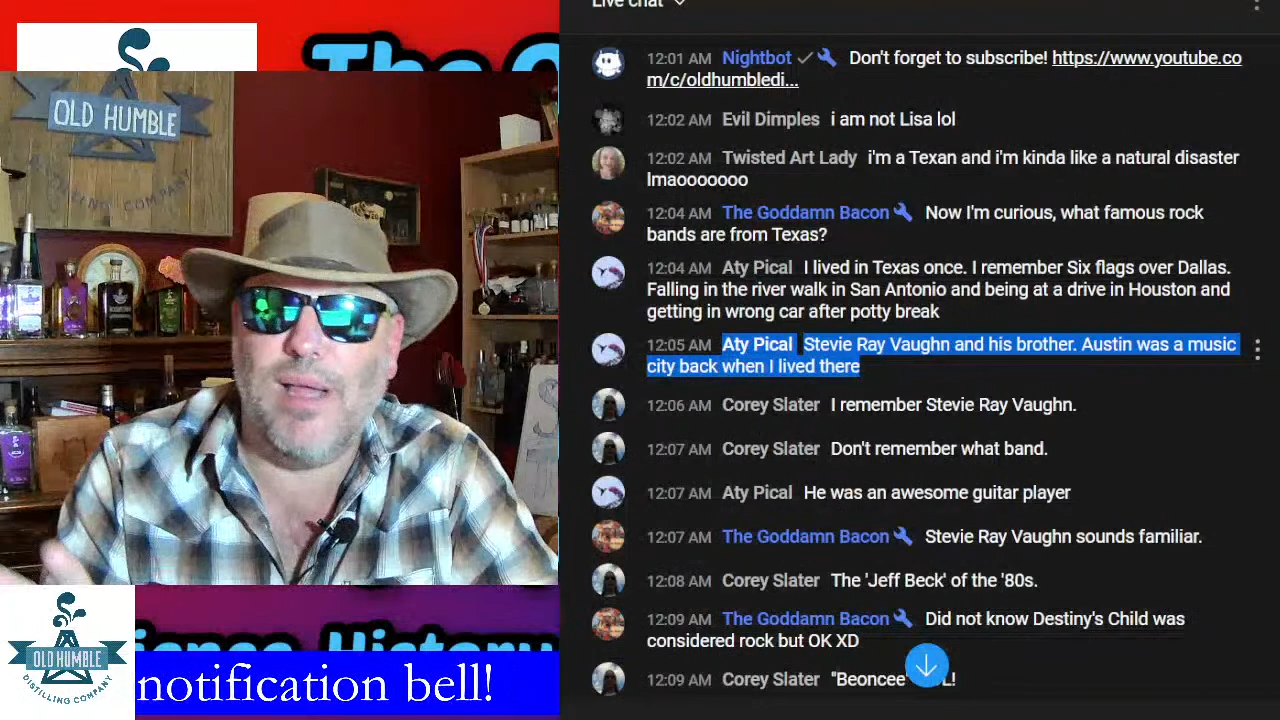 The
OLD HUMBLE
DISTILLING COMPANY
Live chat
12:01 AM Nightbot Don't forget to subscribe! https://www.youtube.co
m/c/oldhumbledi...
12:02 AM Evil Dimples i am not Lisa lol
12:02 AM Twisted Art Lady i'm a Texan and i'm kinda like a natural disaster
lmaooooooo
12:04 AM The Goddamn Bacon Now I'm curious, what famous rock
bands are from Texas?
12:04 AM Aty Pical I lived in Texas once. I remember Six flags over Dallas.
Falling in the river walk in San Antonio and being at a drive in Houston and
getting in wrong car after potty break
12:05 AM Aty Pical Stevie Ray Vaughn and his brother. Austin was a music
city back when I lived there
12:06 AM Corey Slater I remember Stevie Ray Vaughn.
12:07 AM Corey Slater Don't remember what band.
12:07 AM Aty Pical He was an awesome guitar player
12:07 AM The Goddamn Bacon Stevie Ray Vaughn sounds familiar.
12:08 AM Corey Slater The 'Jeff Beck' of the '80s.
12:09 AM The Goddamn Bacon Did not know Destiny's Child was
considered rock but OK XD
12:09 AM Corey Slater "Beoncee"
OLD HUMBLE
DISTILLING COMPANY
ience, History
notification bell!